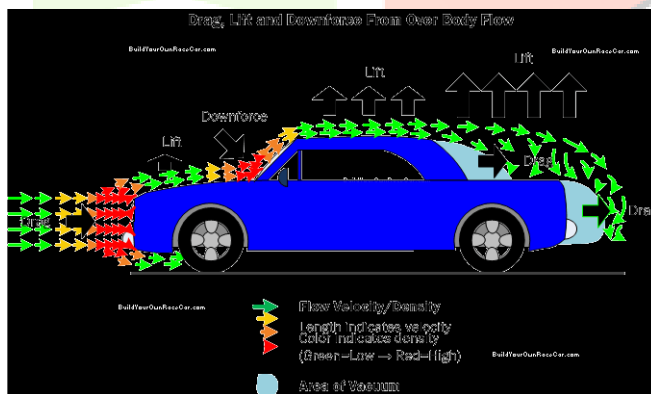 Drag, Lift and Downforce From Over Body Flow
BuildYourOwnRaceCar.com
BuildYourOwnRaceCar.com
Lift
Lift
Downforce
Lift
Drag
BuildYourOwnRaceCar.com
Drag
Drag
BuildYourOwnRaceCar.com
Flow Velocity/Density
Length indicates velocity
Color indicates density
(Green=Low → Red=High)
BuildYourOwnRaceCar.com
Area of Vacuum